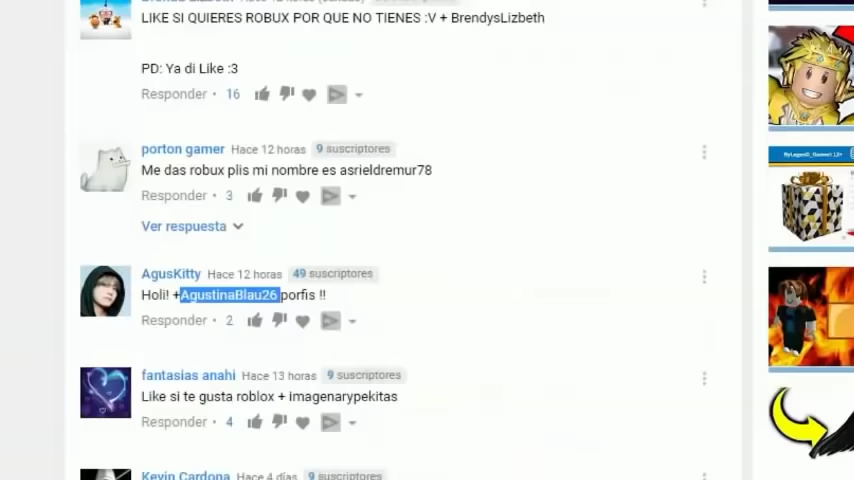 LIKE SI QUIERES ROBUX POR QUE NO TIENES :V + BrendysLizbeth
PD: Ya di Like :3
Responder • 16
porton gamer Hace 12 horas 9 suscriptores
Me das robux plis mi nombre es asrieldremur78
Responder • 3
Ver respuesta
AgusKitty Hace 12 horas 49 suscriptores
Holi! +AgustinaBlau26 porfis !!
Responder • 2
fantasias anahi Hace 13 horas 9 suscriptores
Like si te gusta roblox + imagenarypekitas
Responder • 4
Kevin Cardona Hace 4 días 9 suscriptores